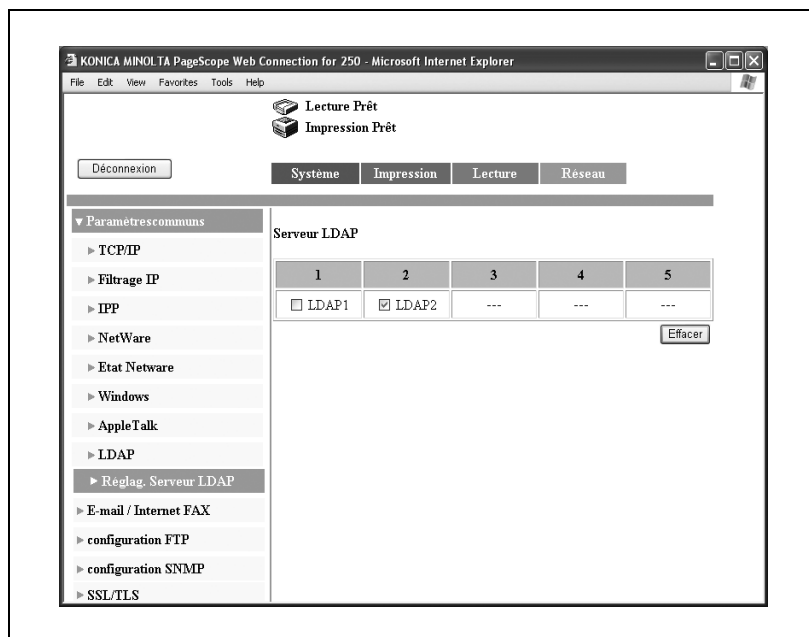 KONICA MINOLTA PageScope Web Connection for 250 - Microsoft Internet Explorer
File Edit View Favorites Tools Help
Lecture Prêt
Impression Prêt
Déconnexion
Système Impression Lecture Réseau
▼ Paramètrescommuns
▶ TCP/IP
▶ Filtrage IP
▶ IPP
▶ NetWare
▶ Etat Netware
▶ Windows
▶ AppleTalk
▶ LDAP
▶ Réglag. Serveur LDAP
▶ E-mail / Internet FAX
▶ configuration FTP
▶ configuration SNMP
▶ SSL/TLS
Serveur LDAP
1 2 3 4 5
LDAP1 LDAP2 --- --- ---
Effacer